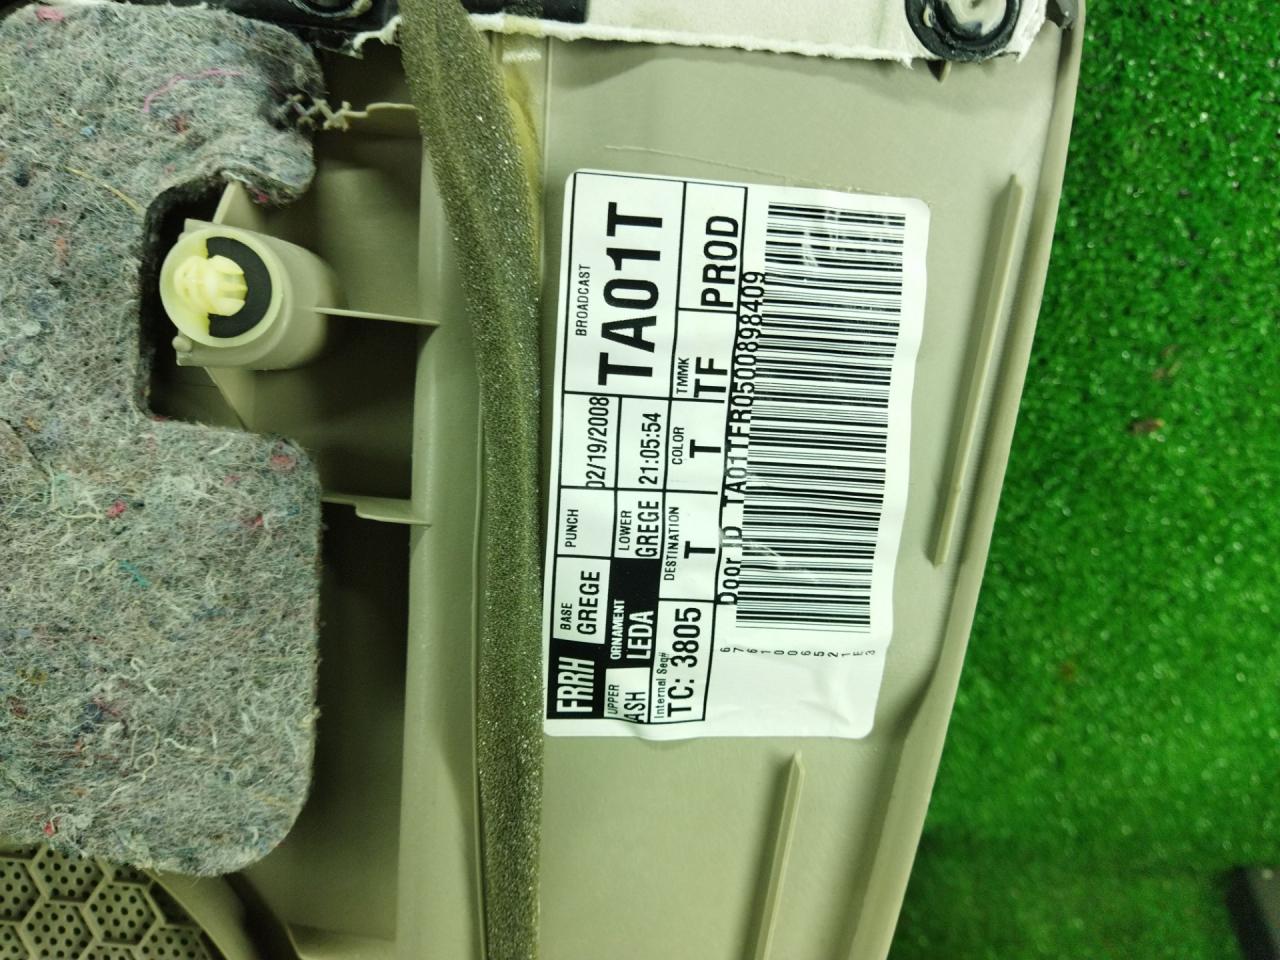 FRRH
BASE
GREGE
PUNCH
02/19/2008
BROADCAST
TA01T
UPPER
ASH
ORNAMENT
LEDA
LOWER
GREGE
21:05:54
Internal Seq#
TC: 3805
DESTINATION
T
COLOR
T
TMMK
TF
PROD
Door ID TA01TFR0500898409
6761006521E3